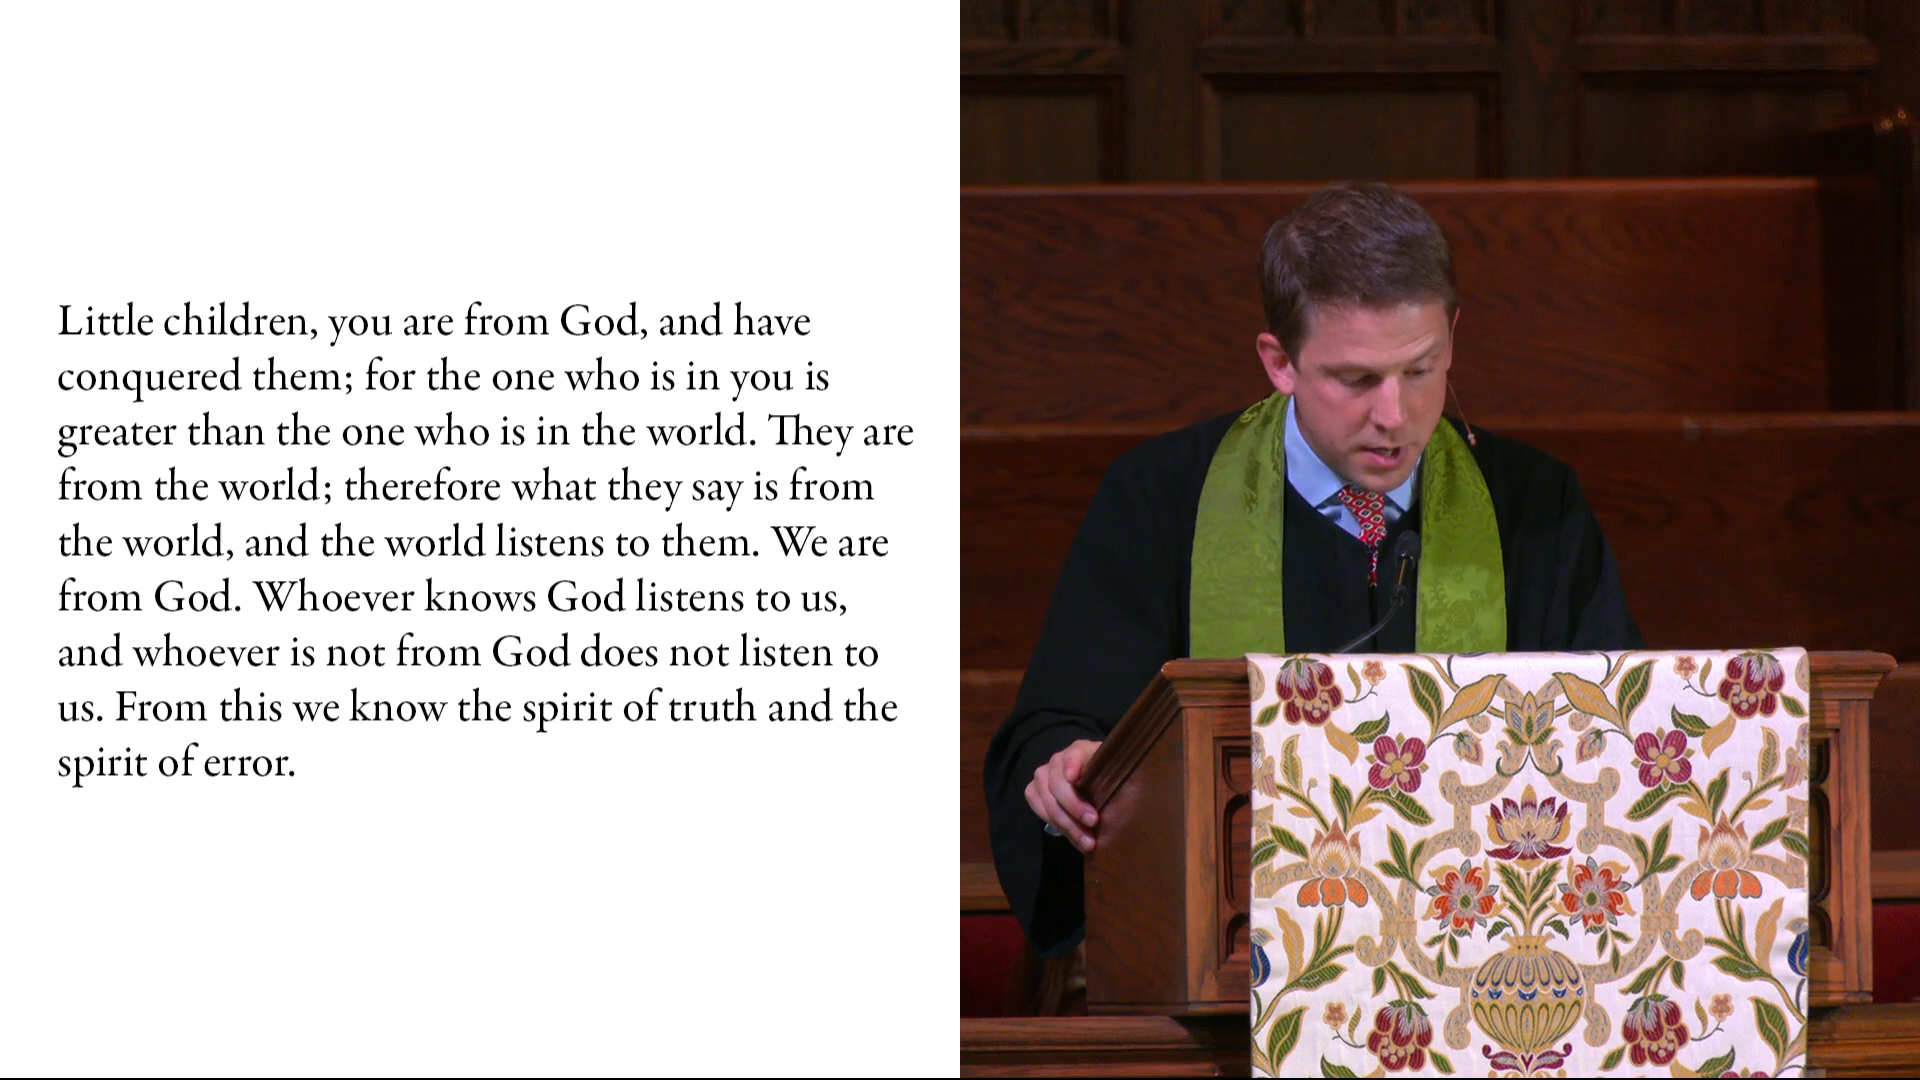 Little children, you are from God, and have
conquered them; for the one who is in you is
greater than the one who is in the world. They are
from the world; therefore what they say is from
the world, and the world listens to them. We are
from God. Whoever knows God listens to us,
and whoever is not from God does not listen to
us. From this we know the spirit of truth and the
spirit of error.